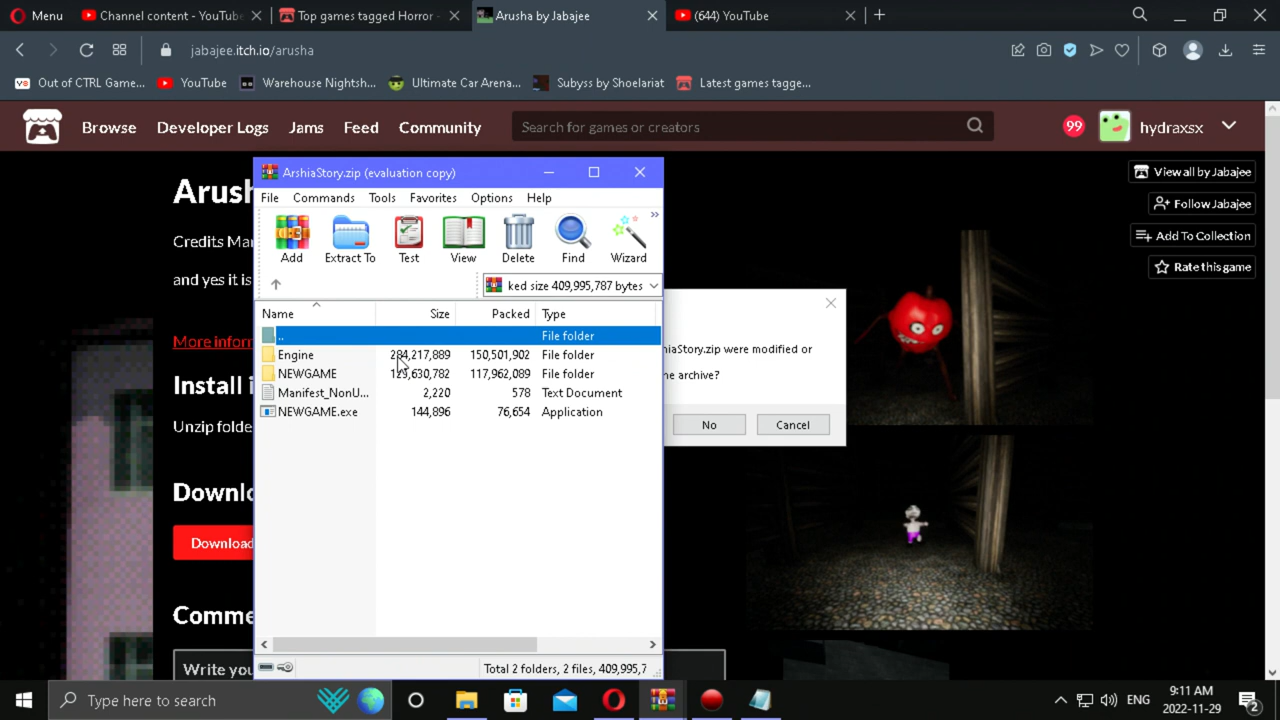 Menu
Channel content - YouTube
Top games tagged Horror -
Arusha by Jabajee
(644) YouTube
jabajee.itch.io/arusha
Out of CTRL Game...
YouTube
Warehouse Nightsh...
Ultimate Car Arena...
Subyss by Shoelariat
Latest games tagge...
Browse
Developer Logs
Jams
Feed
Community
Search for games or creators
99
hydraxsx
View all by Jabajee
Follow Jabajee
Add To Collection
Rate this game
Arush
Credits Mar
and yes it is
More inforr
Install i
Unzip folde
Downlo
Download
Comme
Write you
ArshiaStory.zip (evaluation copy)
File Commands Tools Favorites Options Help
Add Extract To Test View Delete Find Wizard
ked size 409,995,787 bytes
Name Size Packed Type
.. File folder
Engine 284,217,889 150,501,902 File folder
NEWGAME 125,630,782 117,962,089 File folder
Manifest_NonU... 2,220 578 Text Document
NEWGAME.exe 144,896 76,654 Application
Total 2 folders, 2 files, 409,995,7
hiaStory.zip were modified or
he archive?
No
Cancel
Type here to search
ENG
9:11 AM
2022-11-29
2